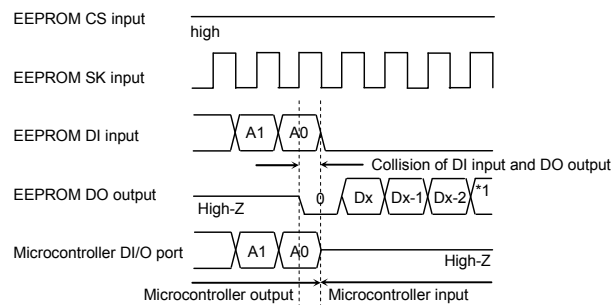 EEPROM CS input
high
EEPROM SK input
EEPROM DI input
A1 A0
Collision of DI input and DO output
EEPROM DO output
High-Z
0 Dx Dx-1 Dx-2 *1
Microcontroller DI/O port
A1 A0
High-Z
Microcontroller output Microcontroller input